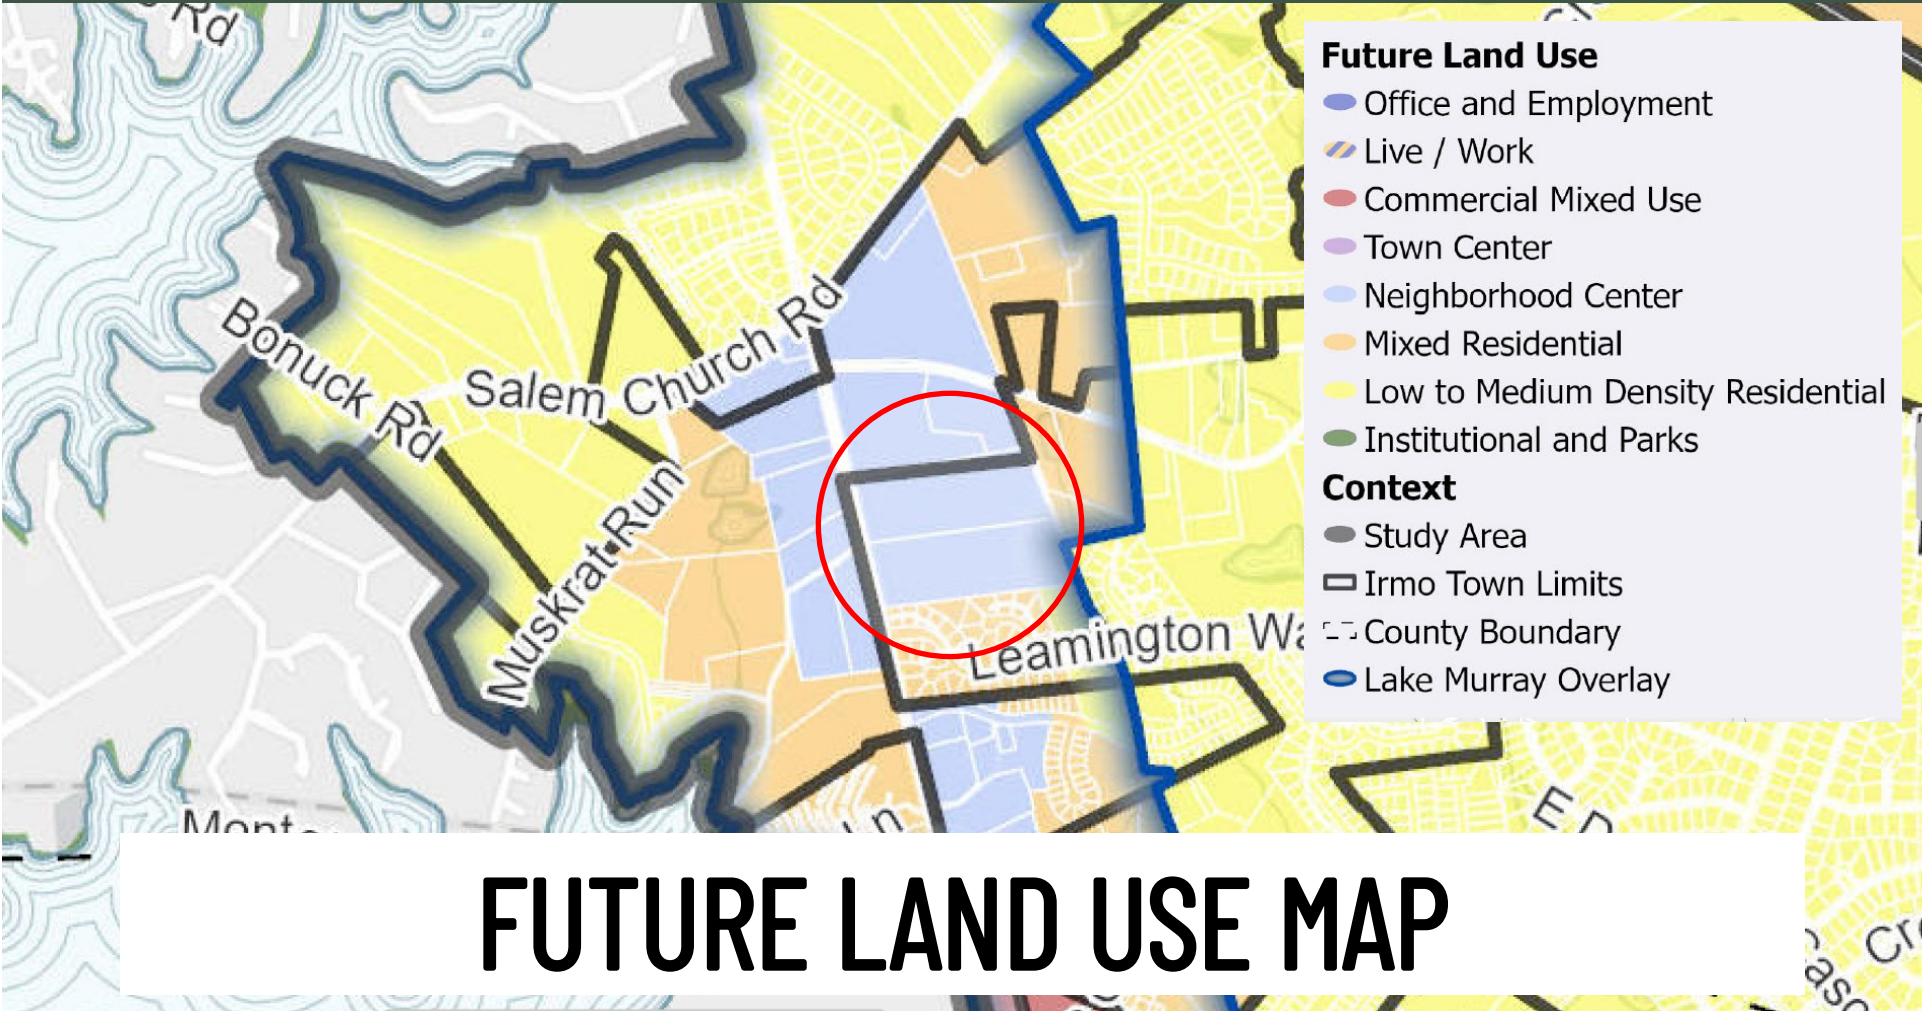 Rd
Future Land Use
Office and Employment
Live / Work
Commercial Mixed Use
Town Center
Neighborhood Center
Mixed Residential
Low to Medium Density Residential
Institutional and Parks
Context
Study Area
Irmo Town Limits
County Boundary
Lake Murray Overlay
Bonuck Rd
Salem Church Rd
Muskrat Run
Leamington Wa
E
Ln
FUTURE LAND USE MAP